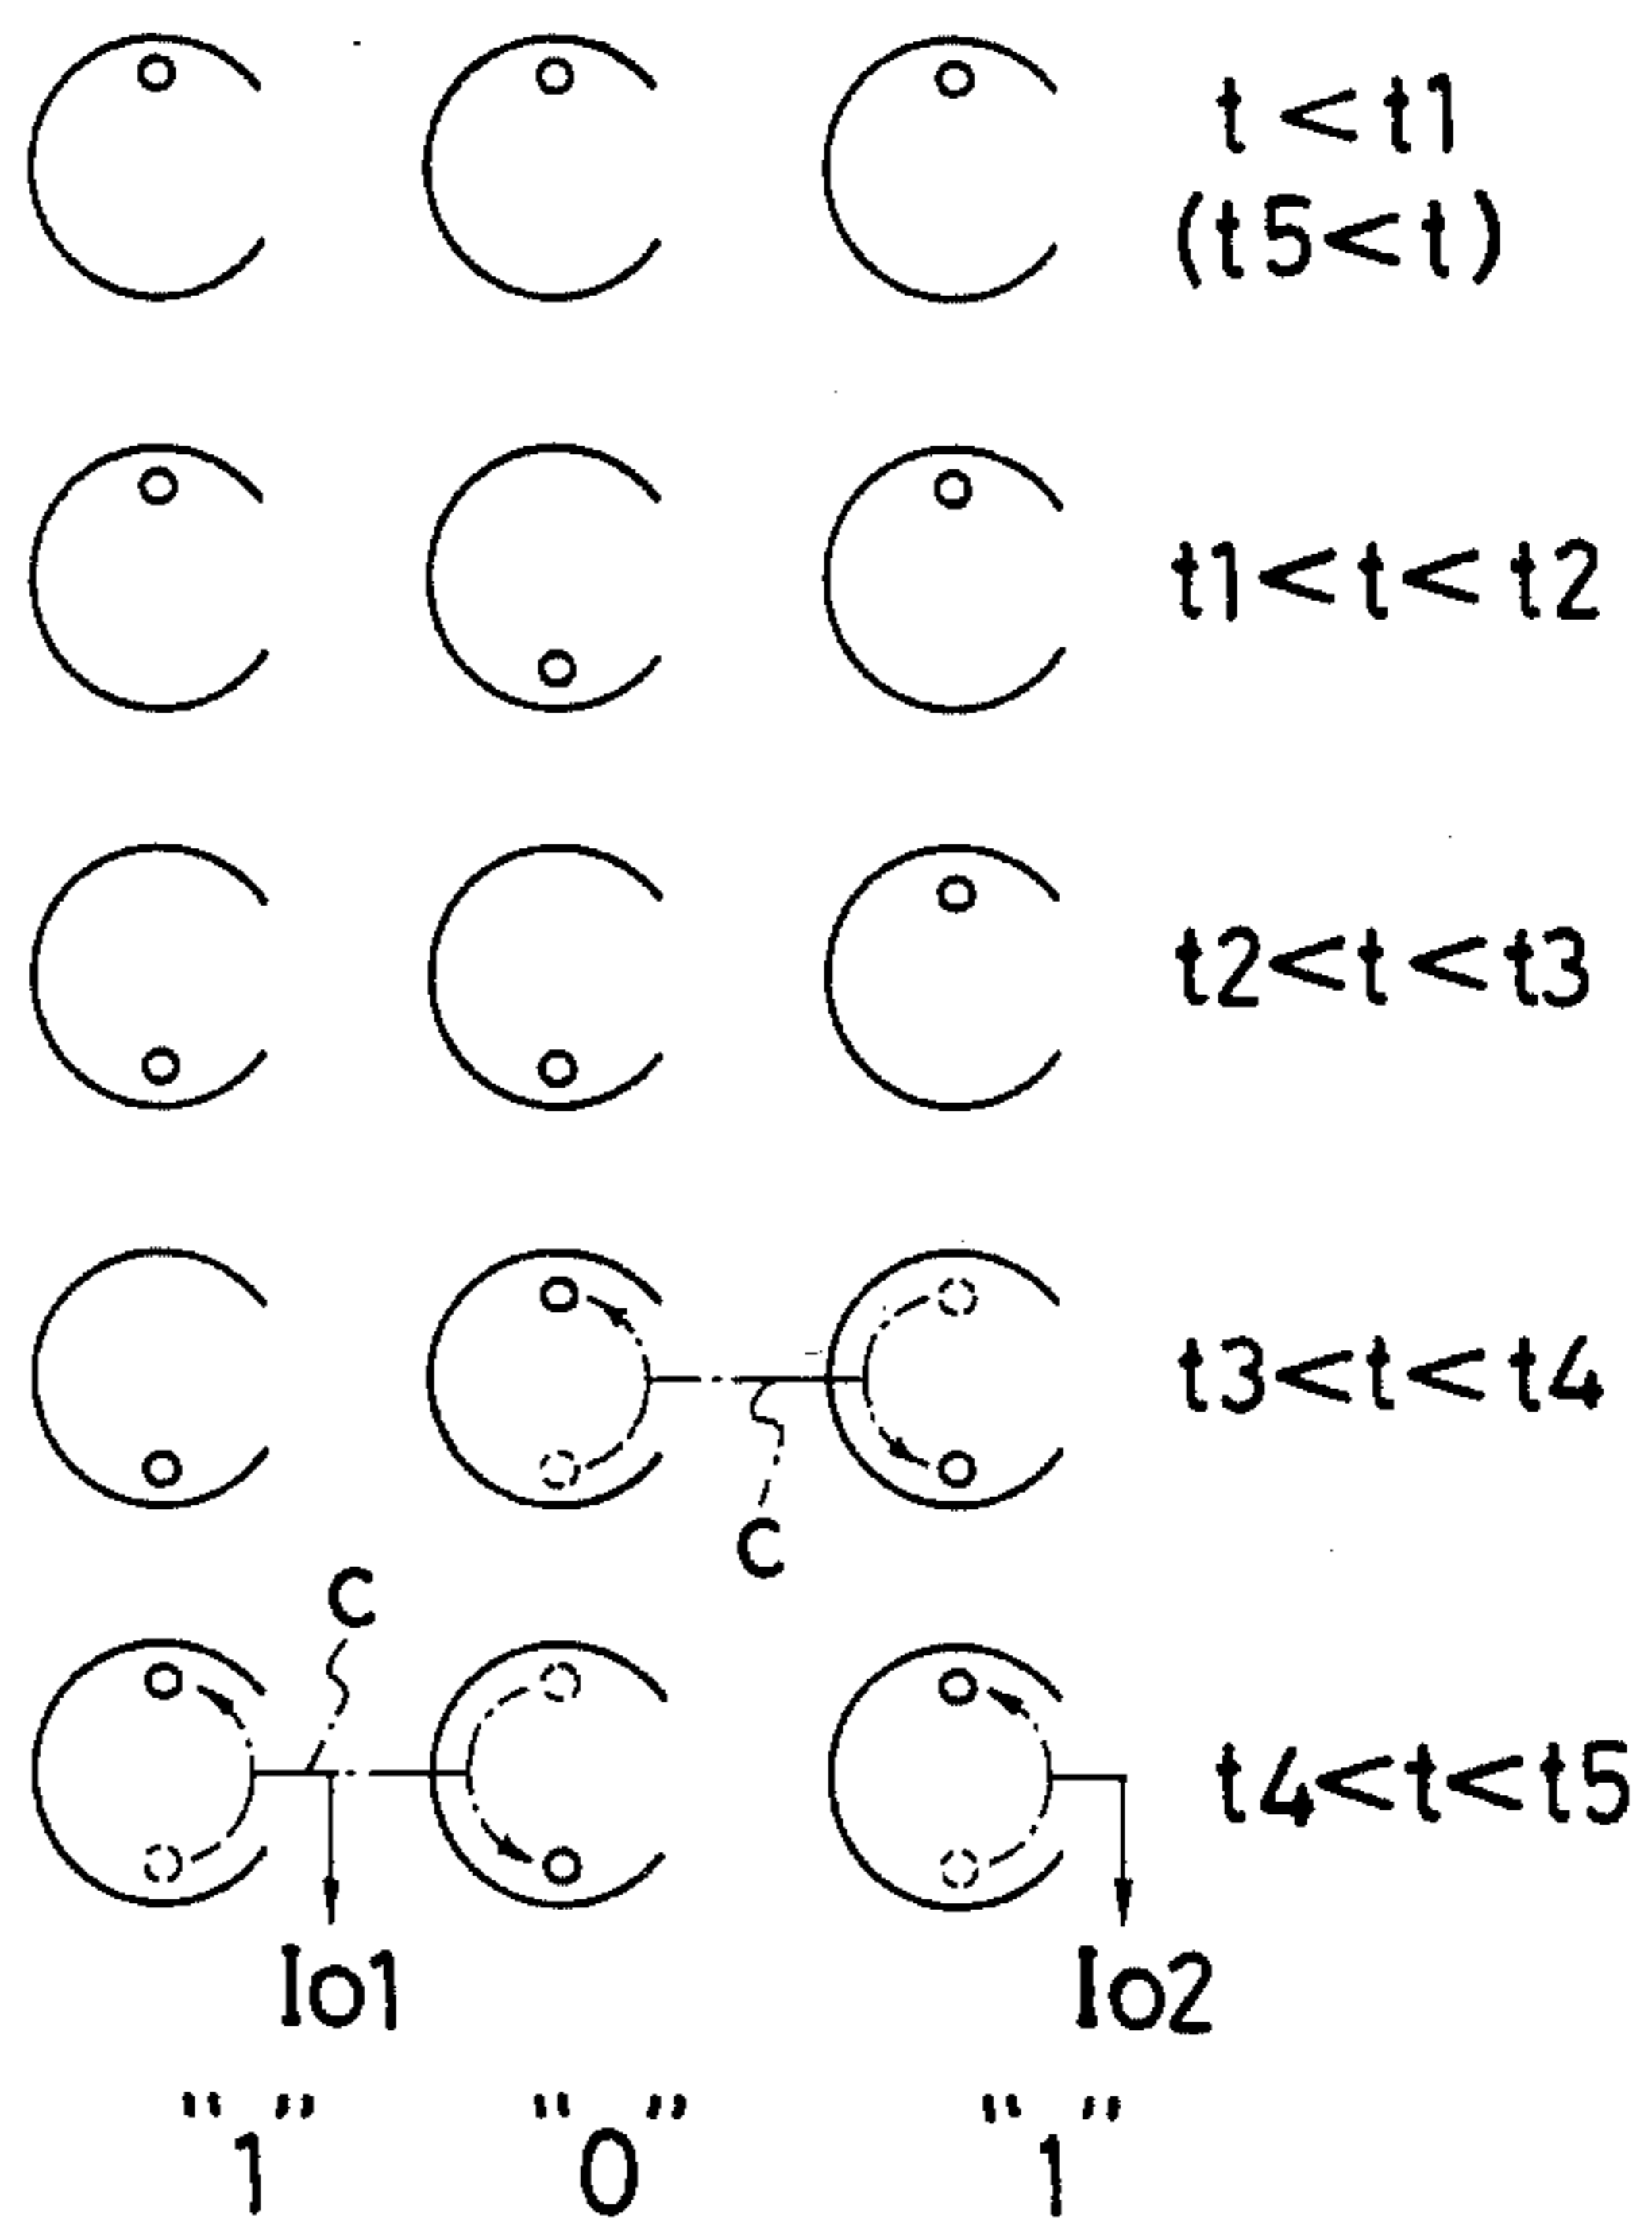 t<t1
(t5<t)
t1<t<t2
t2<t<t3
t3<t<t4
C
C
t4<t<t5
Io1 Io2
"1" "0" "1"